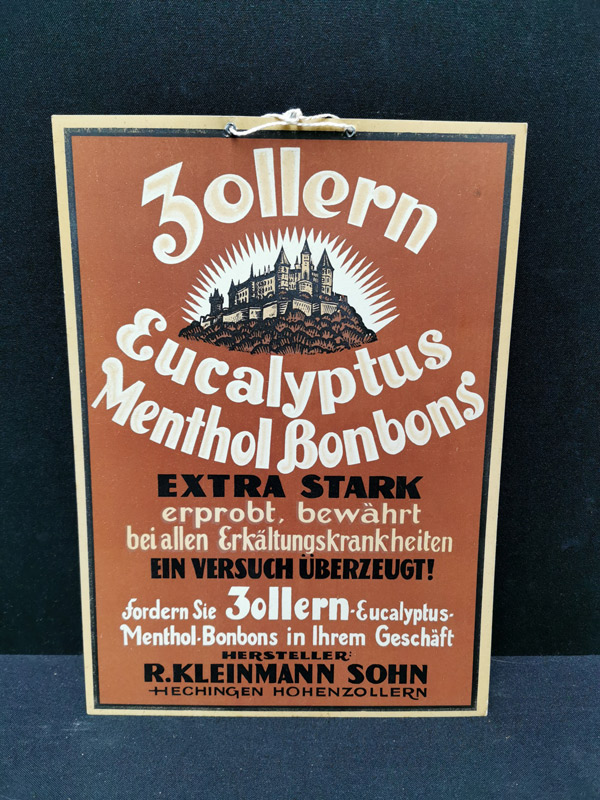 Zollern
Eucalyptus
Menthol Bonbons
EXTRA STARK
erprobt, bewährt
bei allen Erkältungskrankheiten
EIN VERSUCH ÜBERZEUGT!
fordern Sie Zollern-Eucalyptus-
Menthol-Bonbons in Ihrem Geschäft
HERSTELLER:
R.KLEINMANN SOHN
HECHINGEN HOHENZOLLERN